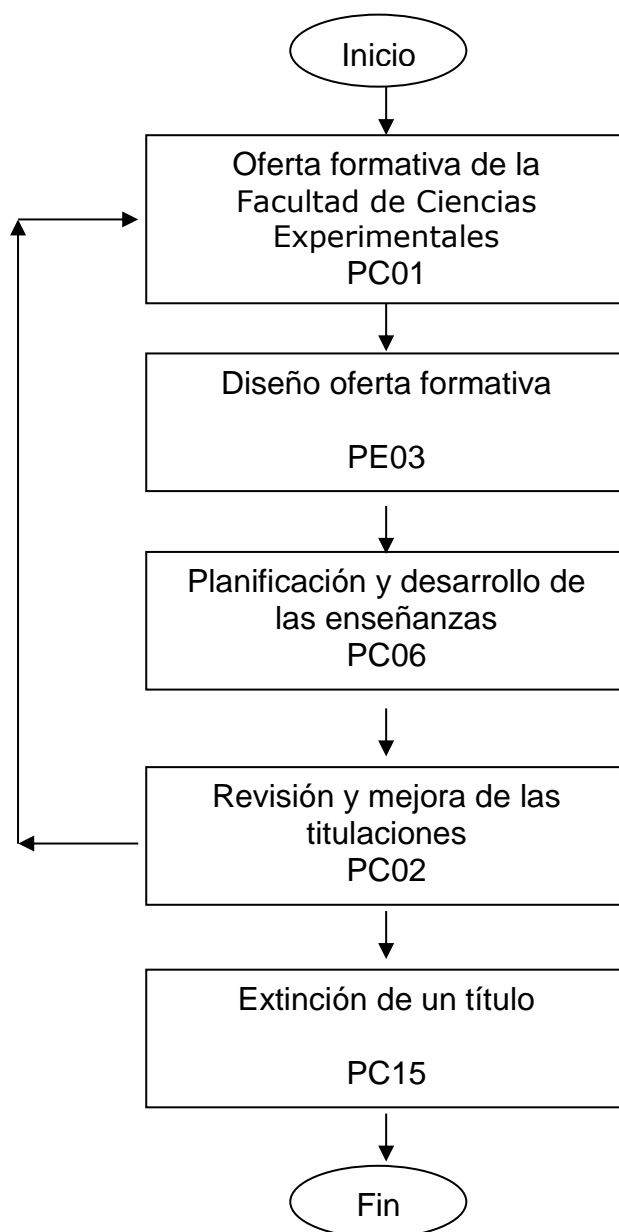 Inicio
Oferta formativa de la
Facultad de Ciencias
Experimentales
PC01
Diseño oferta formativa
PE03
Planificación y desarrollo de
las enseñanzas
PC06
Revisión y mejora de las
titulaciones
PC02
Extinción de un título
PC15
Fin